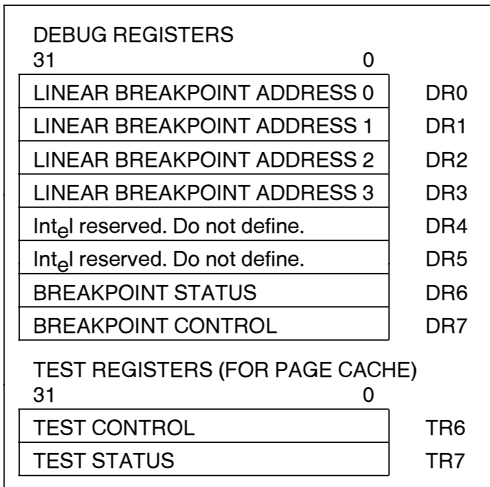 DEBUG REGISTERS
31 0
LINEAR BREAKPOINT ADDRESS 0 DR0
LINEAR BREAKPOINT ADDRESS 1 DR1
LINEAR BREAKPOINT ADDRESS 2 DR2
LINEAR BREAKPOINT ADDRESS 3 DR3
Intel reserved. Do not define. DR4
Intel reserved. Do not define. DR5
BREAKPOINT STATUS DR6
BREAKPOINT CONTROL DR7
TEST REGISTERS (FOR PAGE CACHE)
31 0
TEST CONTROL TR6
TEST STATUS TR7